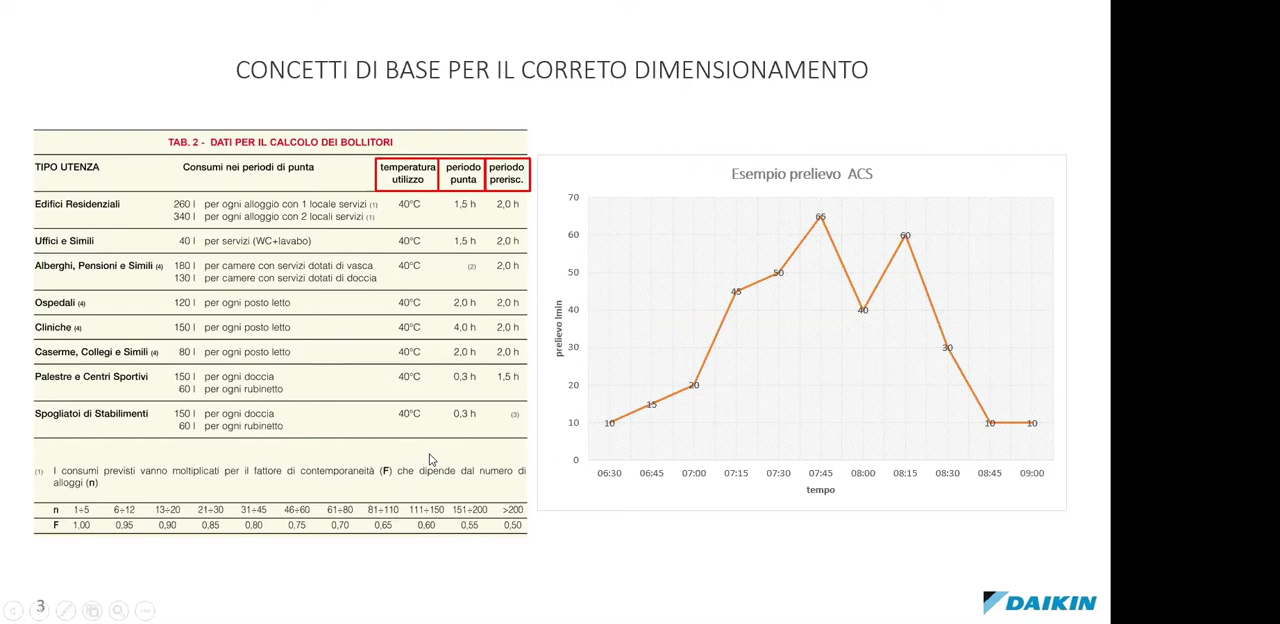 CONCETTI DI BASE PER IL CORRETO DIMENSIONAMENTO
TAB. 2 - DATI PER IL CALCOLO DEI BOLLITORI
TIPO UTENZA Consumi nei periodi di punta temperatura utilizzo periodo punta periodo prerisc.
Edifici Residenziali 260 l per ogni alloggio con 1 locale servizi (1) 40°C 1,5 h 2,0 h
340 l per ogni alloggio con 2 locali servizi (1)
Uffici e Simili 40 l per servizi (WC+lavabo) 40°C 1,5 h 2,0 h
Alberghi, Pensioni e Simili (4) 180 l per camere con servizi dotati di vasca 40°C (2) 2,0 h
130 l per camere con servizi dotati di doccia
Ospedali (4) 120 l per ogni posto letto 40°C 2,0 h 2,0 h
Cliniche (4) 150 l per ogni posto letto 40°C 4,0 h 2,0 h
Caserme, Collegi e Simili (4) 80 l per ogni posto letto 40°C 2,0 h 2,0 h
Palestre e Centri Sportivi 150 l per ogni doccia 40°C 0,3 h 1,5 h
60 l per ogni rubinetto
Spogliatoi di Stabilimenti 150 l per ogni doccia 40°C 0,3 h (3)
60 l per ogni rubinetto
(1) I consumi previsti vanno moltiplicati per il fattore di contemporaneità (F) che dipende dal numero di
alloggi (n)
n 1÷5 6÷12 13÷20 21÷30 31÷45 46÷60 61÷80 81÷110 111÷150 151÷200 >200
F 1,00 0,95 0,90 0,85 0,80 0,75 0,70 0,65 0,60 0,55 0,50
Esempio prelievo ACS
prelievo lmin
70
60
50
40
30
20
10
0
10 15 20 45 50 65 40 60 30 10 10
06:30 06:45 07:00 07:15 07:30 07:45 08:00 08:15 08:30 08:45 09:00
tempo
3
DAIKIN